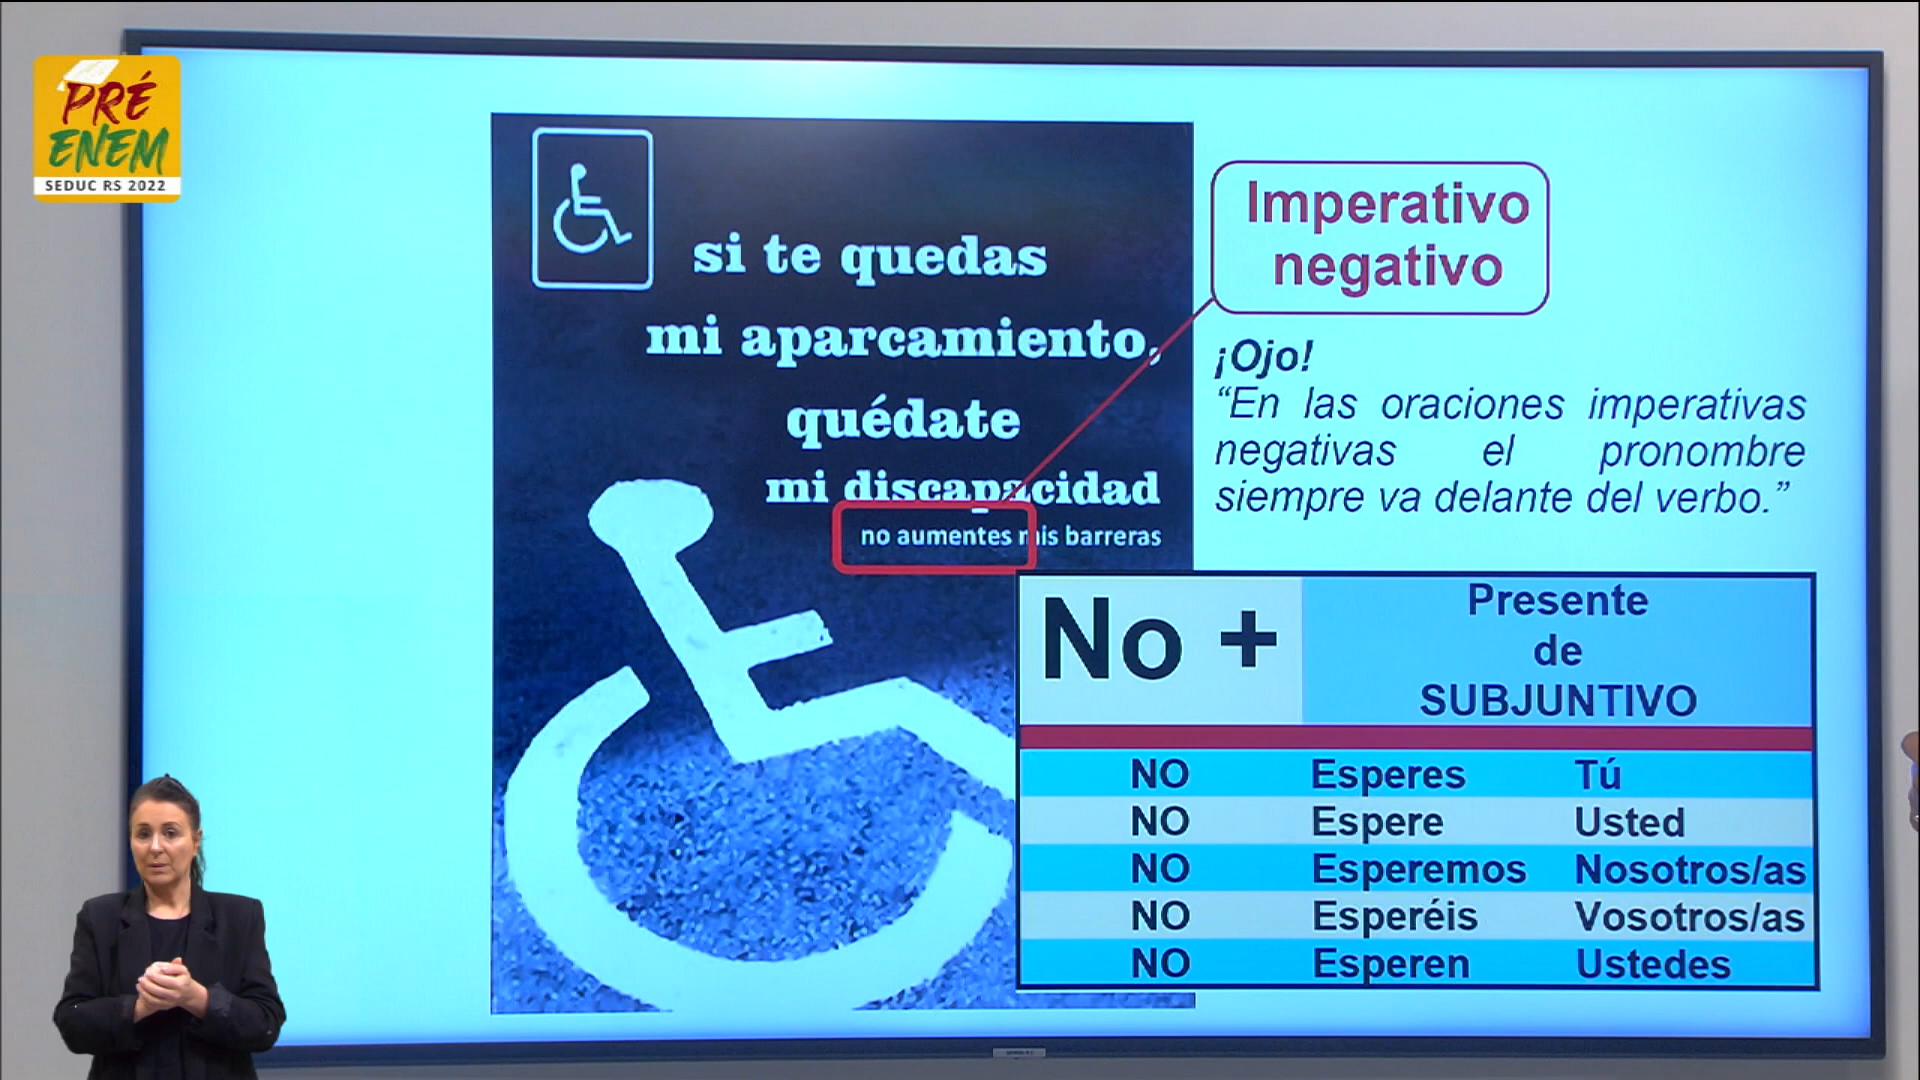 PRÉ
ENEM
SEDUC RS 2022
si te quedas
mi aparcamiento,
quédate
mi discapacidad
no aumentes mis barreras
Imperativo
negativo
¡Ojo!
“En las oraciones imperativas
negativas el pronombre
siempre va delante del verbo.”
No +
Presente
de
SUBJUNTIVO
NO Esperes Tú
NO Espere Usted
NO Esperemos Nosotros/as
NO Esperéis Vosotros/as
NO Esperen Ustedes